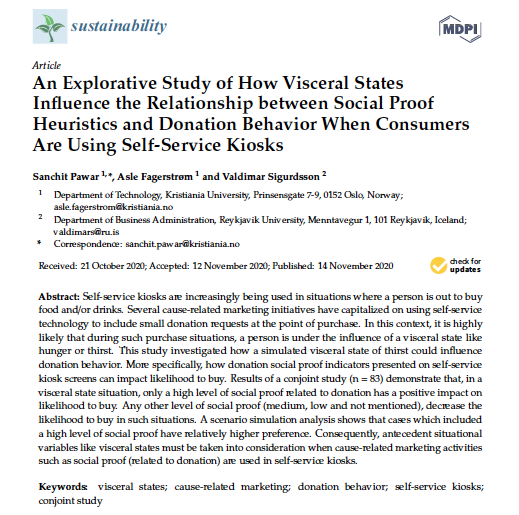 sustainability
MDPI
Article
An Explorative Study of How Visceral States
Influence the Relationship between Social Proof
Heuristics and Donation Behavior When Consumers
Are Using Self-Service Kiosks
Sanchit Pawar 1,*, Asle Fagerstrøm 1 and Valdimar Sigurdsson 2
1 Department of Technology, Kristiania University, Prinsensgate 7-9, 0152 Oslo, Norway;
asle.fagerstrom@kristiania.no
2 Department of Business Administration, Reykjavik University, Menntavegur 1, 101 Reykjavik, Iceland;
valdimars@ru.is
* Correspondence: sanchit.pawar@kristiania.no
Received: 21 October 2020; Accepted: 12 November 2020; Published: 14 November 2020
check for
updates
Abstract: Self-service kiosks are increasingly being used in situations where a person is out to buy
food and/or drinks. Several cause-related marketing initiatives have capitalized on using self-service
technology to include small donation requests at the point of purchase. In this context, it is highly
likely that during such purchase situations, a person is under the influence of a visceral state like
hunger or thirst. This study investigated how a simulated visceral state of thirst could influence
donation behavior. More specifically, how donation social proof indicators presented on self-service
kiosk screens can impact likelihood to buy. Results of a conjoint study (n = 83) demonstrate that, in a
visceral state situation, only a high level of social proof related to donation has a positive impact on
likelihood to buy. Any other level of social proof (medium, low and not mentioned), decrease the
likelihood to buy in such situations. A scenario simulation analysis shows that cases which included
a high level of social proof have relatively higher preference. Consequently, antecedent situational
variables like visceral states must be taken into consideration when cause-related marketing activities
such as social proof (related to donation) are used in self-service kiosks.
Keywords: visceral states; cause-related marketing; donation behavior; self-service kiosks;
conjoint study